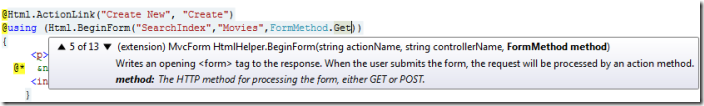 @Html.ActionLink("Create New", "Create")
@using (Html.BeginForm("SearchIndex","Movies",FormMethod.Get))
{
▲ 5 of 13 ▼ (extension) MvcForm HtmlHelper.BeginForm(string actionName, string controllerName, FormMethod method)
<p>
Writes an opening <form> tag to the response. When the user submits the form, the request will be processed by an action method.
@*
<in
method: The HTTP method for processing the form, either GET or POST.
}